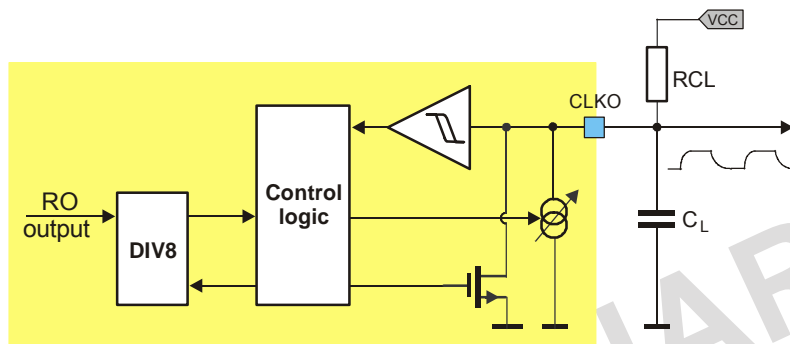 VCC
RCL
CLKO
Control
logic
RO
output
DIV8
CL